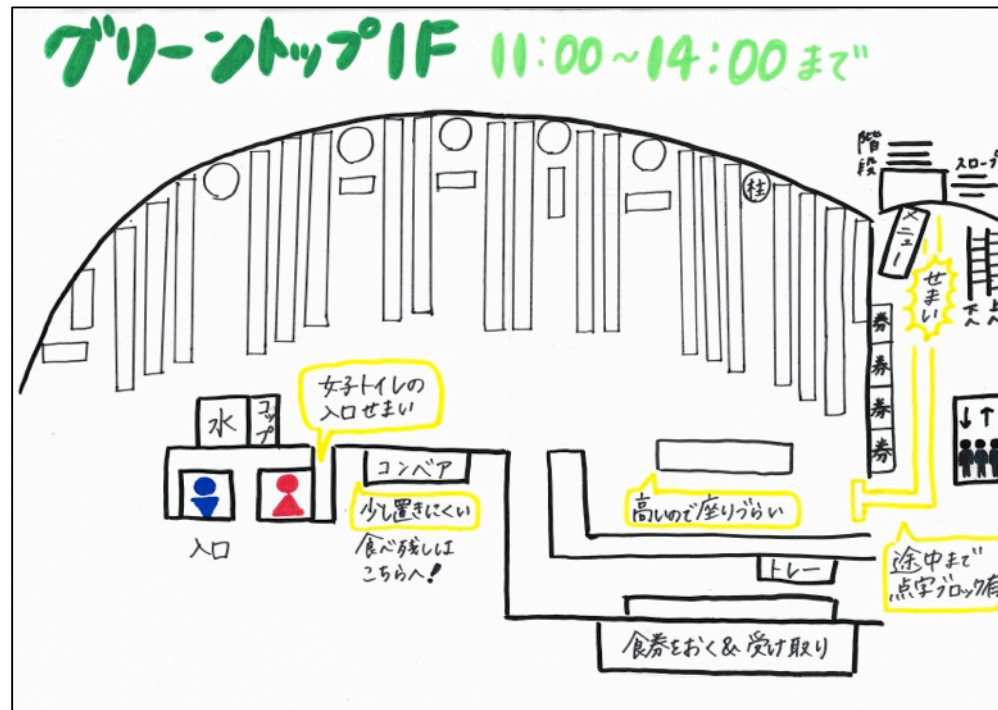 グリーントップ1F 11:00~14:00まで
階段
スロープ
柱
メニュー
せまい
下へ
上へ
券
券
券
券
女子トイレの
入口せまい
水
コップ
コンベア
少し置きにくい
食べ残しは
こちらへ!
入口
高いので座りづらい
トレー
途中まで
点字ブロック有
食券をおく&受け取り